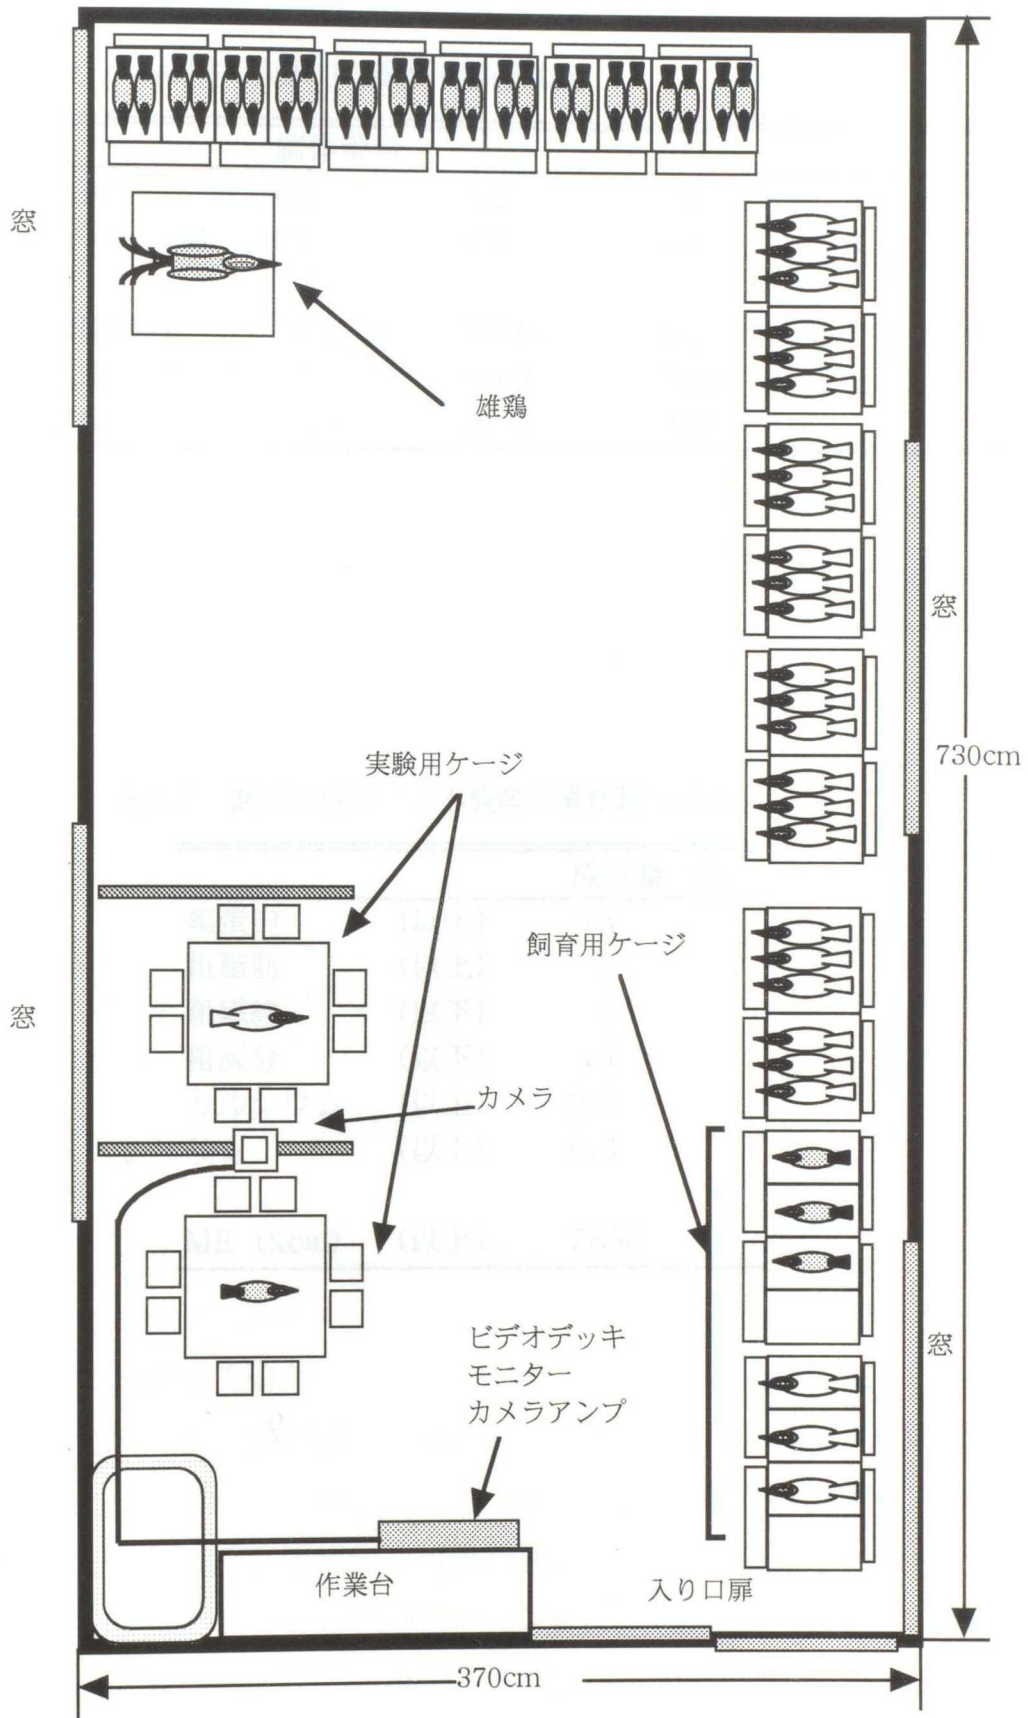 窓
雄鶏
窓
730cm
実験用ケージ
飼育用ケージ
窓
カメラ
ビデオデッキ
モニター
カメラアンプ
窓
作業台
入り口扉
370cm